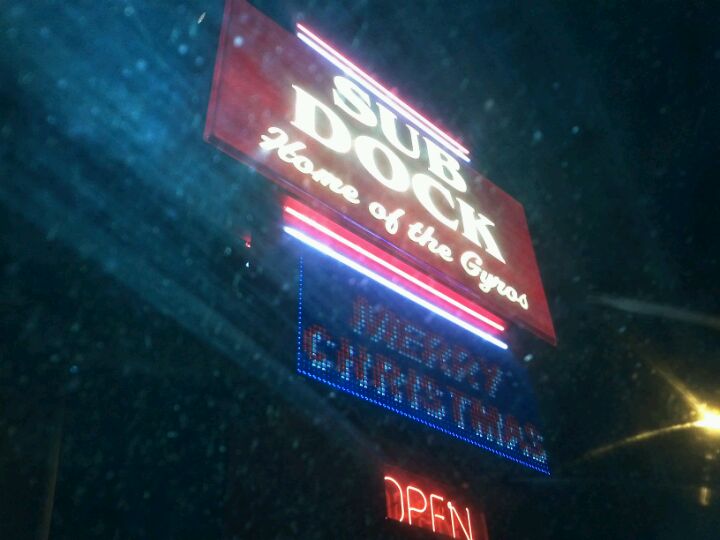 SUB
DOCK
Home of the Gyros
MERRY
CHRISTMAS
OPEN